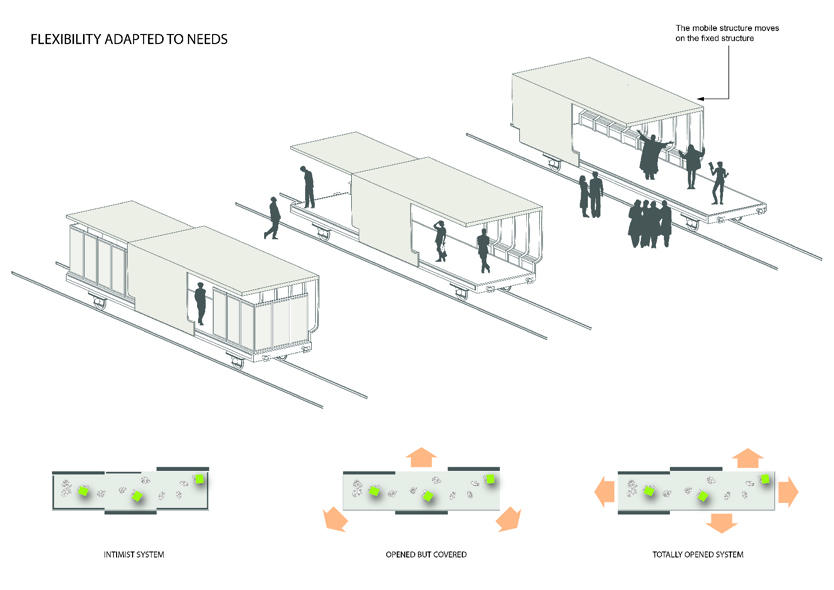 FLEXIBILITY ADAPTED TO NEEDS
The mobile structure moves
on the fixed structure
INTIMIST SYSTEM
OPENED BUT COVERED
TOTALLY OPENED SYSTEM